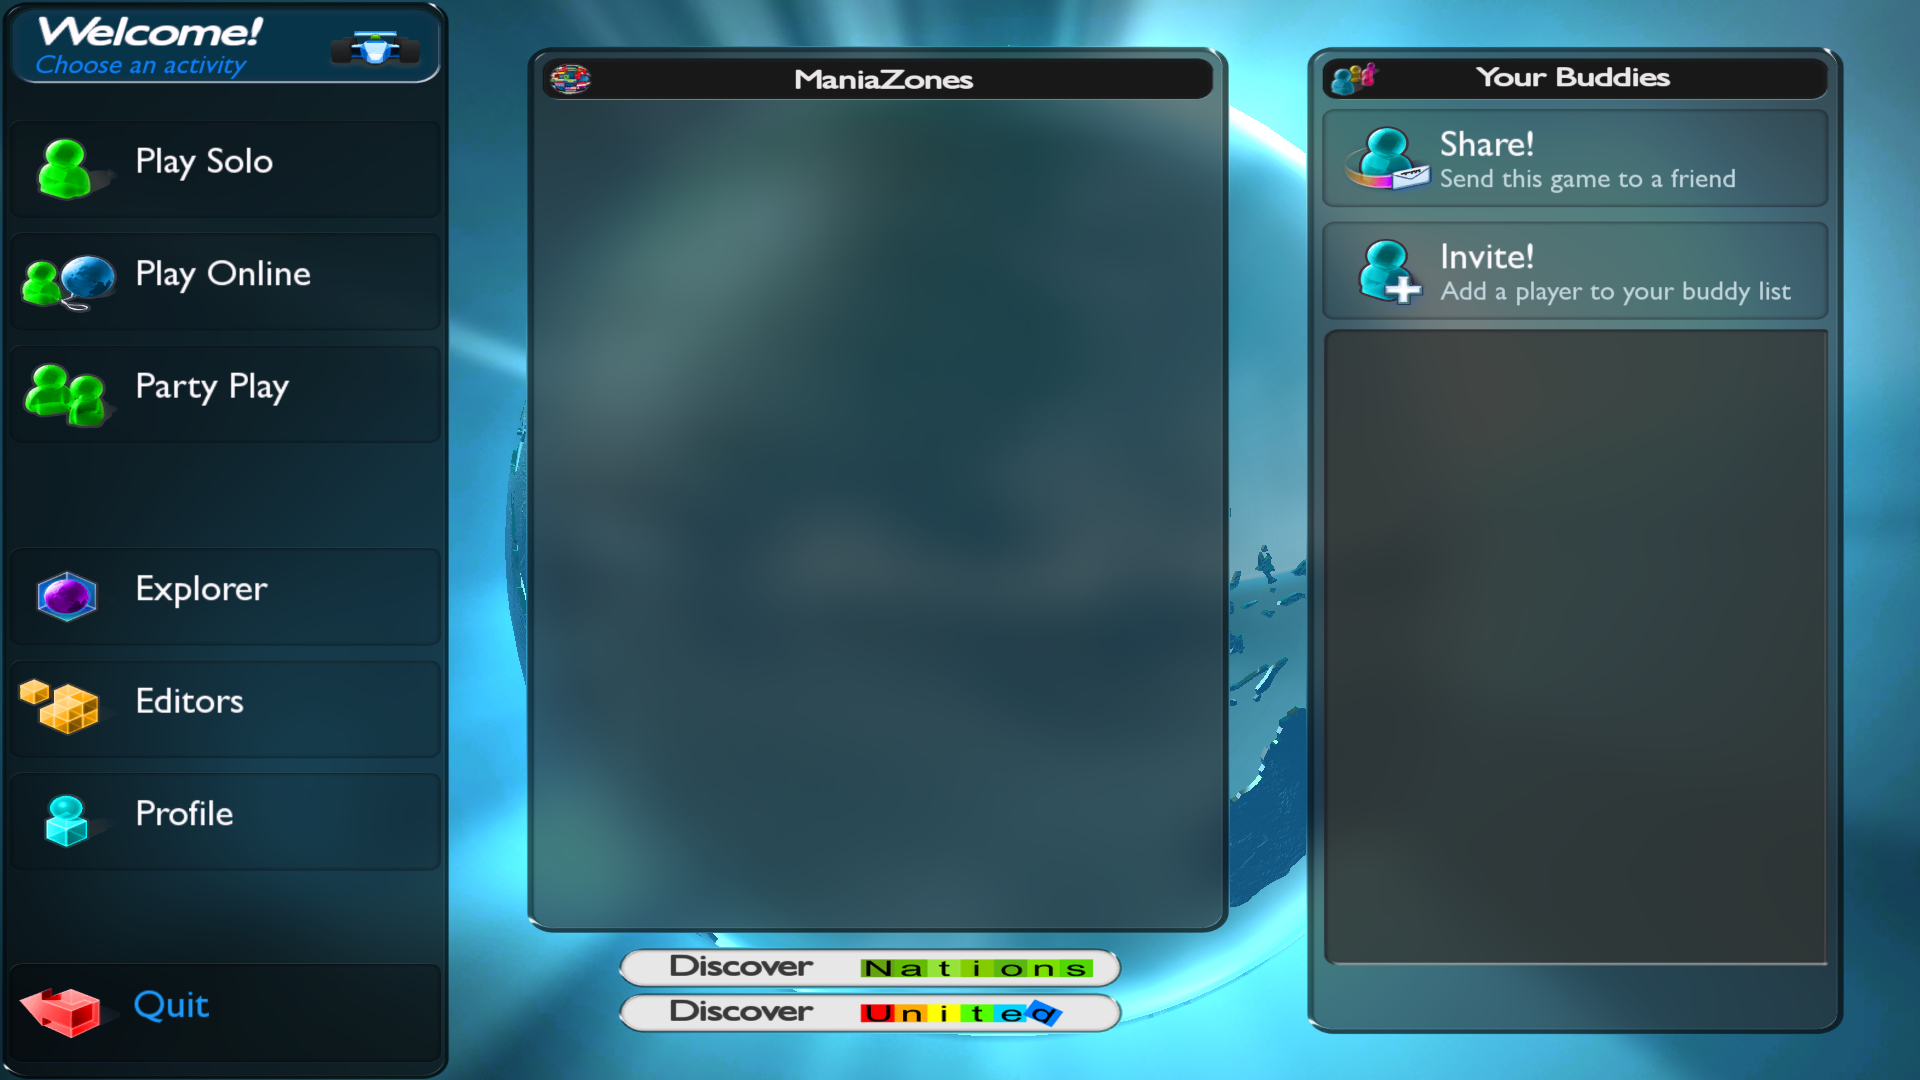 Welcome!
Choose an activity
Play Solo
Play Online
Party Play
Explorer
Editors
Profile
Quit
ManiaZones
Discover Nations
Discover United
Your Buddies
Share!
Send this game to a friend
Invite!
Add a player to your buddy list